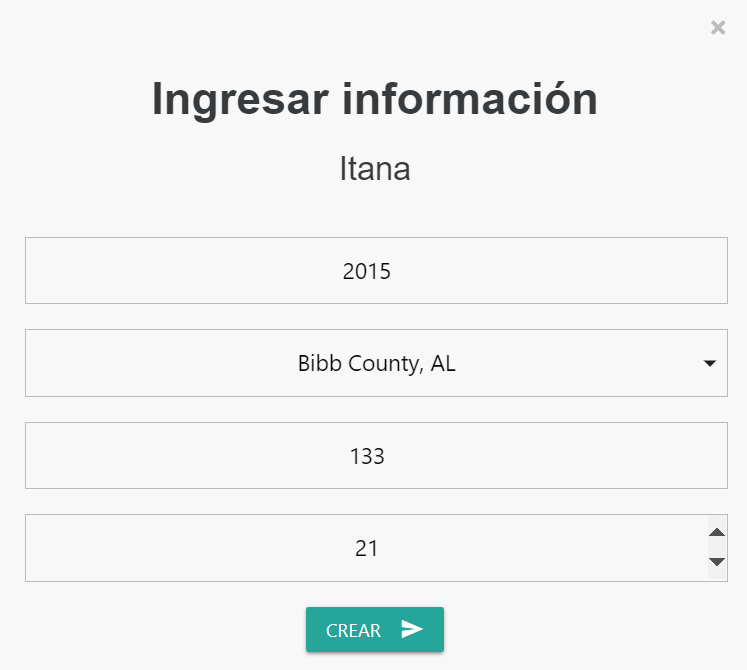 Ingresar información
Itana
2015
Bibb County, AL
133
21
CREAR